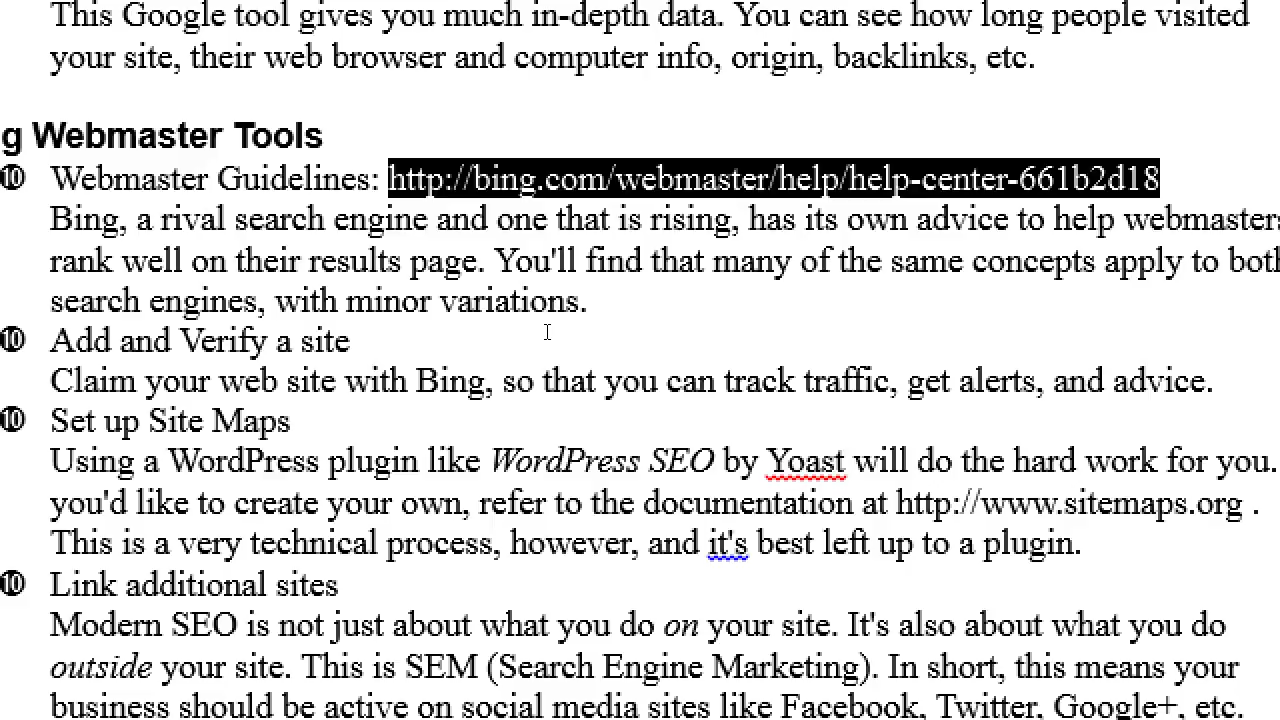 This Google tool gives you much in-depth data. You can see how long people visited
your site, their web browser and computer info, origin, backlinks, etc.
g Webmaster Tools
❿ Webmaster Guidelines: http://bing.com/webmaster/help/help-center-661b2d18
Bing, a rival search engine and one that is rising, has its own advice to help webmasters
rank well on their results page. You'll find that many of the same concepts apply to both
search engines, with minor variations.
❿ Add and Verify a site
Claim your web site with Bing, so that you can track traffic, get alerts, and advice.
❿ Set up Site Maps
Using a WordPress plugin like WordPress SEO by Yoast will do the hard work for you.
you'd like to create your own, refer to the documentation at http://www.sitemaps.org .
This is a very technical process, however, and it's best left up to a plugin.
❿ Link additional sites
Modern SEO is not just about what you do on your site. It's also about what you do
outside your site. This is SEM (Search Engine Marketing). In short, this means your
business should be active on social media sites like Facebook, Twitter, Google+, etc.